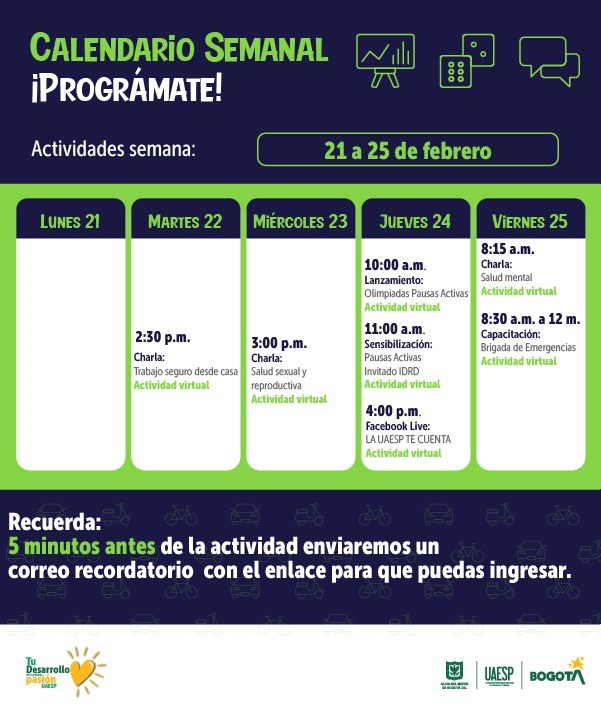 Calendario Semanal
¡Prográmate!
Actividades semana:
21 a 25 de febrero
Lunes 21
Martes 22
2:30 p.m.
Charla:
Trabajo seguro desde casa
Actividad virtual
Miércoles 23
3:00 p.m.
Charla:
Salud sexual y
reproductiva
Actividad virtual
Jueves 24
10:00 a.m.
Lanzamiento:
Olimpiadas Pausas Activas
Actividad virtual
11:00 a.m.
Sensibilización:
Pausas Activas
Invitado IDRD
Actividad virtual
4:00 p.m.
Facebook Live:
LA UAESP TE CUENTA
Actividad virtual
Viernes 25
8:15 a.m.
Charla:
Salud mental
Actividad virtual
8:30 a.m. a 12 m.
Capacitación:
Brigada de Emergencias
Actividad virtual
Recuerda:
5 minutos antes de la actividad enviaremos un
correo recordatorio con el enlace para que puedas ingresar.
Tu
Desarrollo
pasión
UAESP
ALCALDÍA MAYOR
DE BOGOTÁ D.C.
UAESP
BOGOTÁ